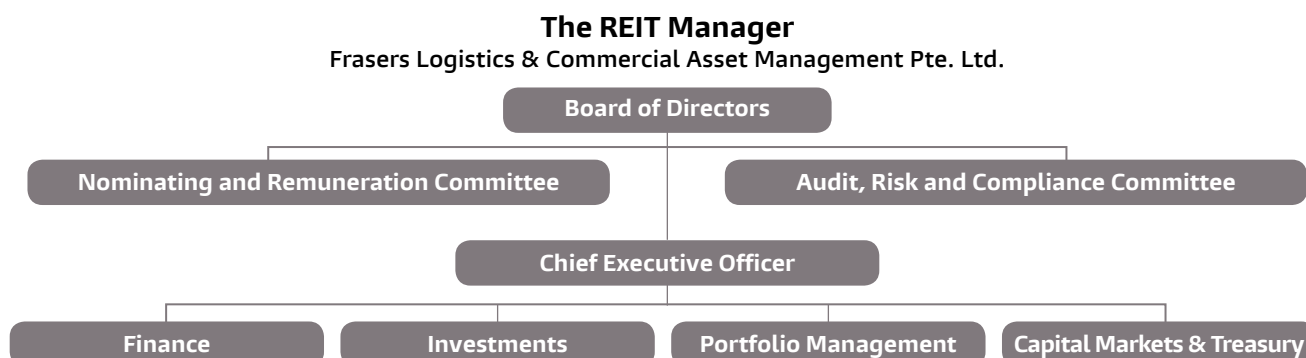 The REIT Manager
Frasers Logistics & Commercial Asset Management Pte. Ltd.
Board of Directors
Nominating and Remuneration Committee
Audit, Risk and Compliance Committee
Chief Executive Officer
Finance
Investments
Portfolio Management
Capital Markets & Treasury